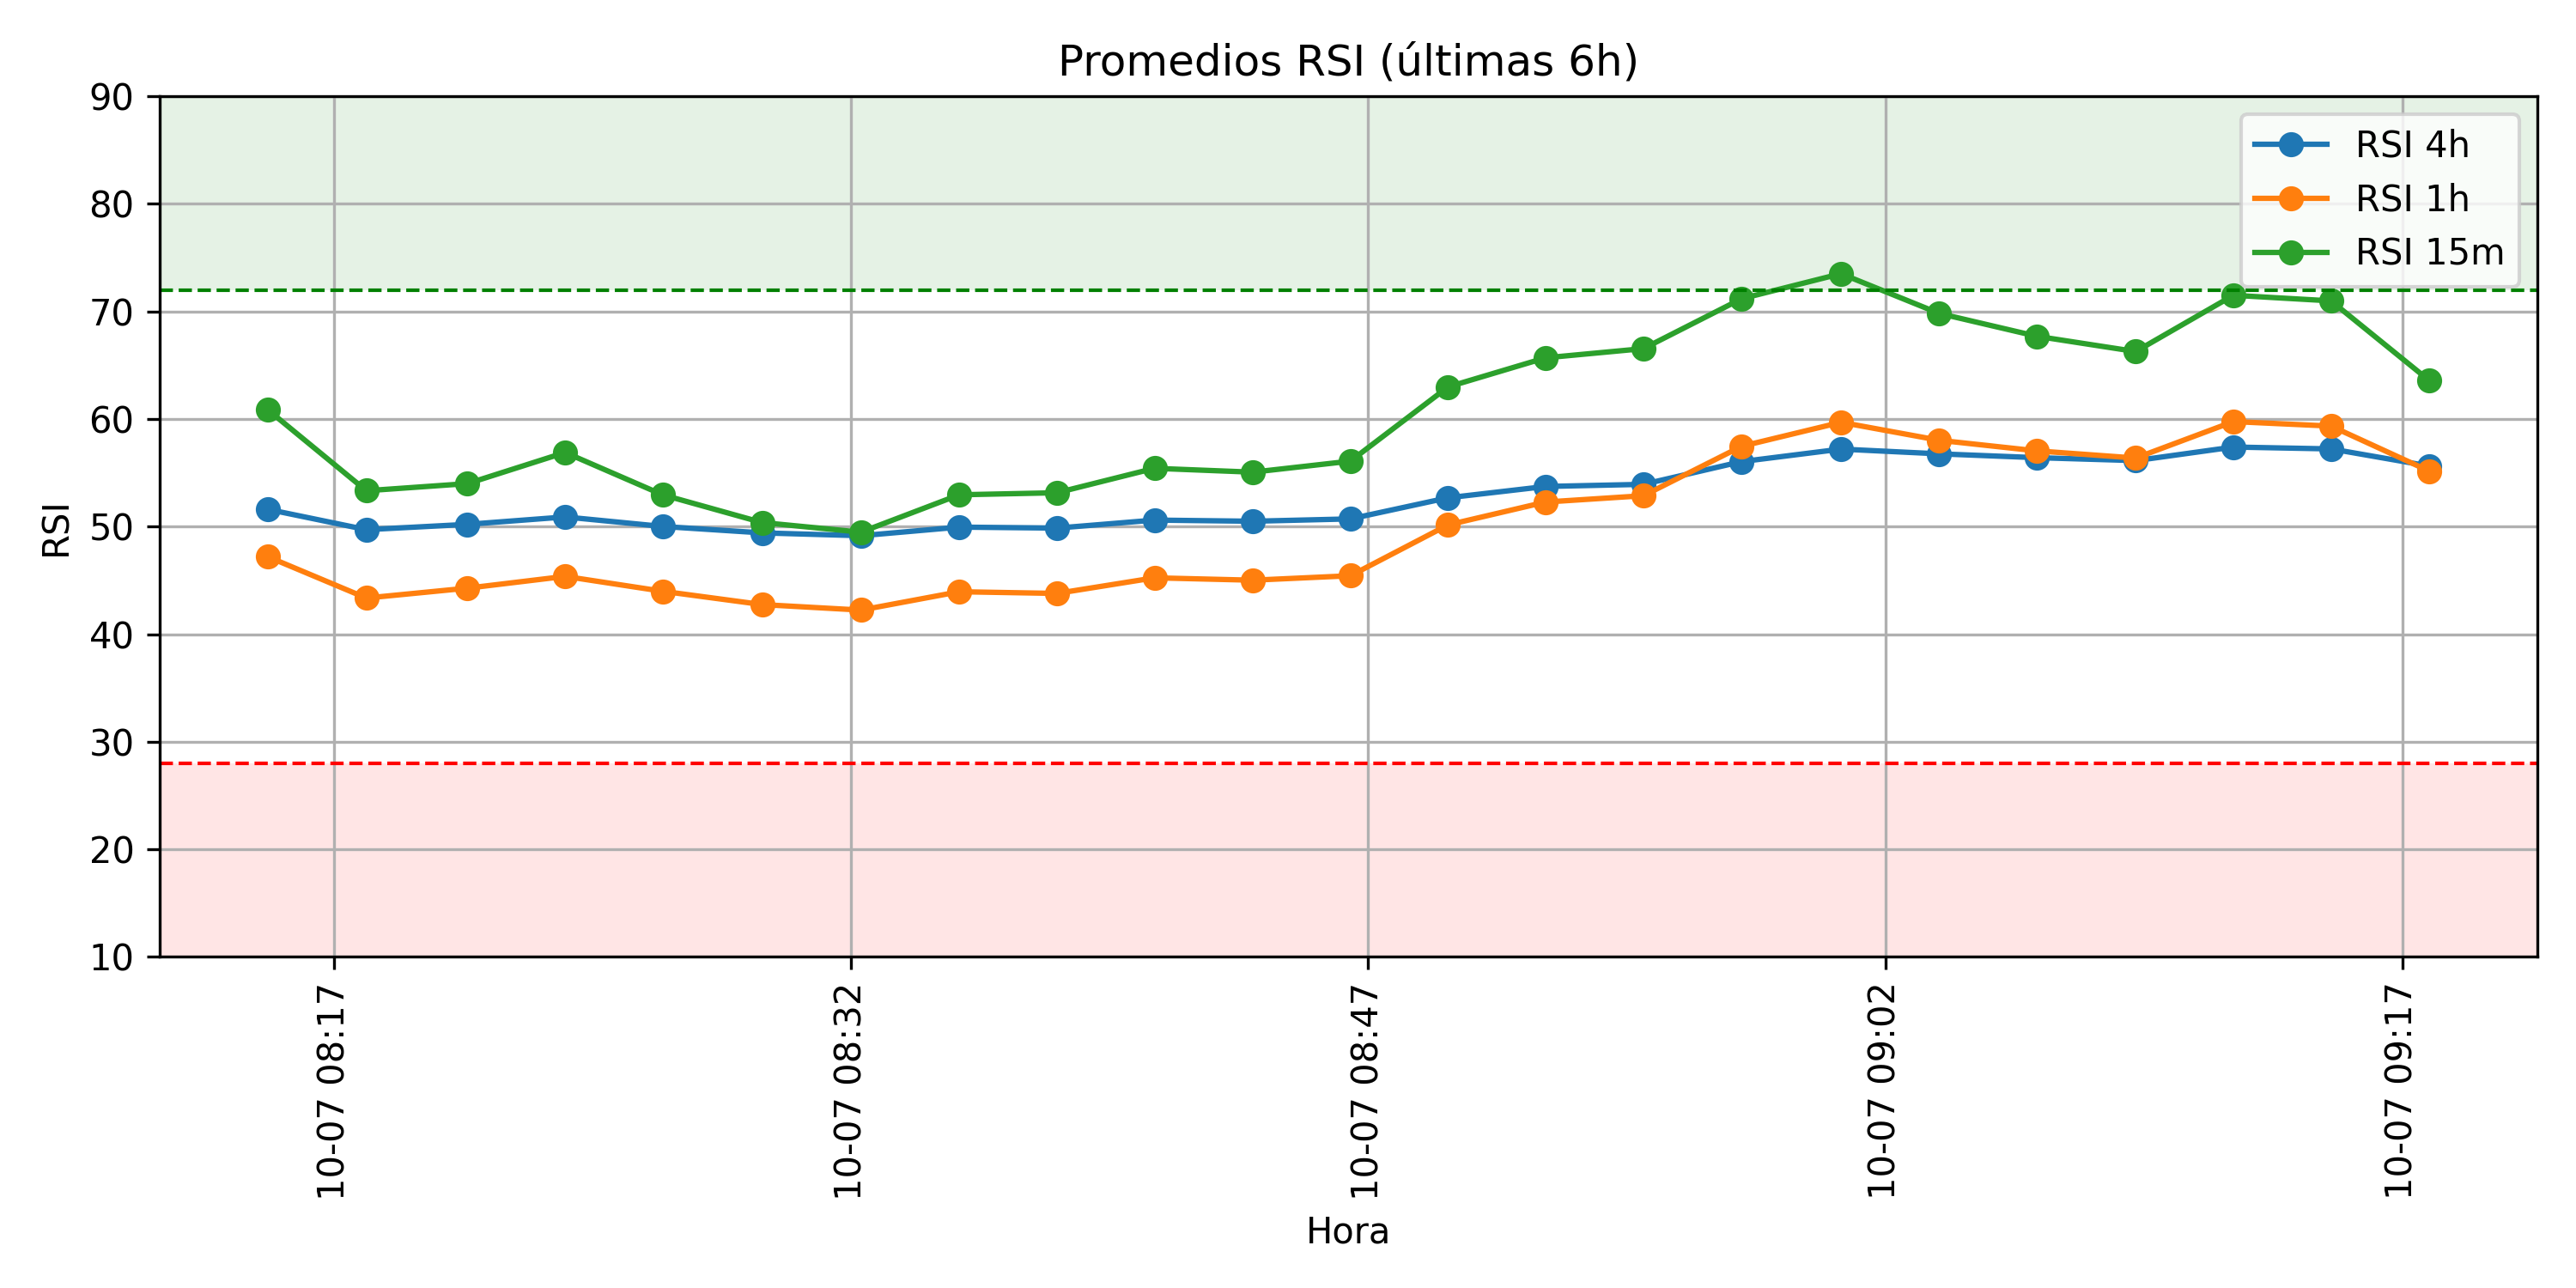 Promedios RSI (últimas 6h)
RSI 4h
RSI 1h
RSI 15m
90
80
70
60
50
40
30
20
10
RSI
10-07 08:17
10-07 08:32
10-07 08:47
10-07 09:02
10-07 09:17
Hora